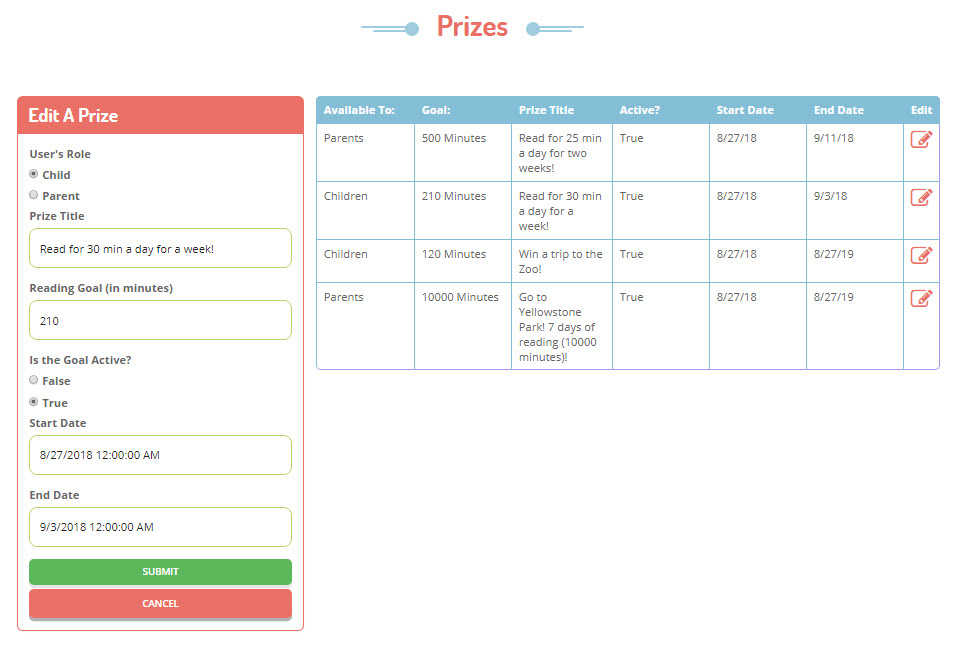 Prizes
Edit A Prize
User's Role
Child
Parent
Prize Title
Read for 30 min a day for a week!
Reading Goal (in minutes)
210
Is the Goal Active?
False
True
Start Date
8/27/2018 12:00:00 AM
End Date
9/3/2018 12:00:00 AM
SUBMIT
CANCEL
Available To: Goal: Prize Title Active? Start Date End Date Edit
Parents 500 Minutes Read for 25 min True 8/27/18 9/11/18
a day for two
weeks!
Children 210 Minutes Read for 30 min True 8/27/18 9/3/18
a day for a
week!
Children 120 Minutes Win a trip to the True 8/27/18 8/27/19
Zoo!
Parents 10000 Minutes Go to True 8/27/18 8/27/19
Yellowstone
Park! 7 days of
reading (10000
minutes)!